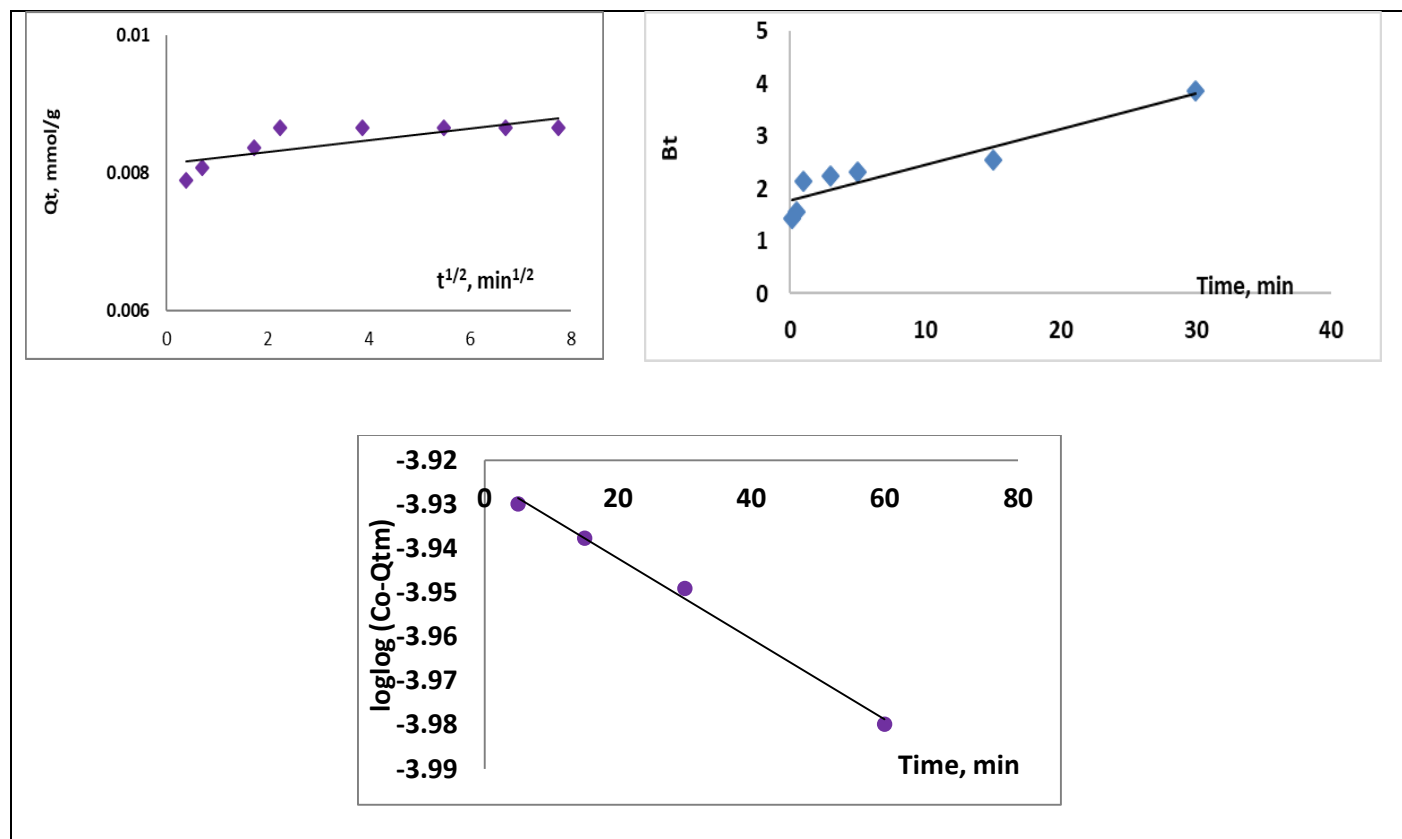 0.01
0.008
0.006
Qt, mmol/g
t1/2, min1/2
0 2 4 6 8
5
4
3
2
1
0
Bt
Time, min
0 10 20 30 40
-3.92
-3.93
-3.94
-3.95
-3.96
-3.97
-3.98
-3.99
loglog (Co-Qtm)
0 20 40 60 80
Time, min